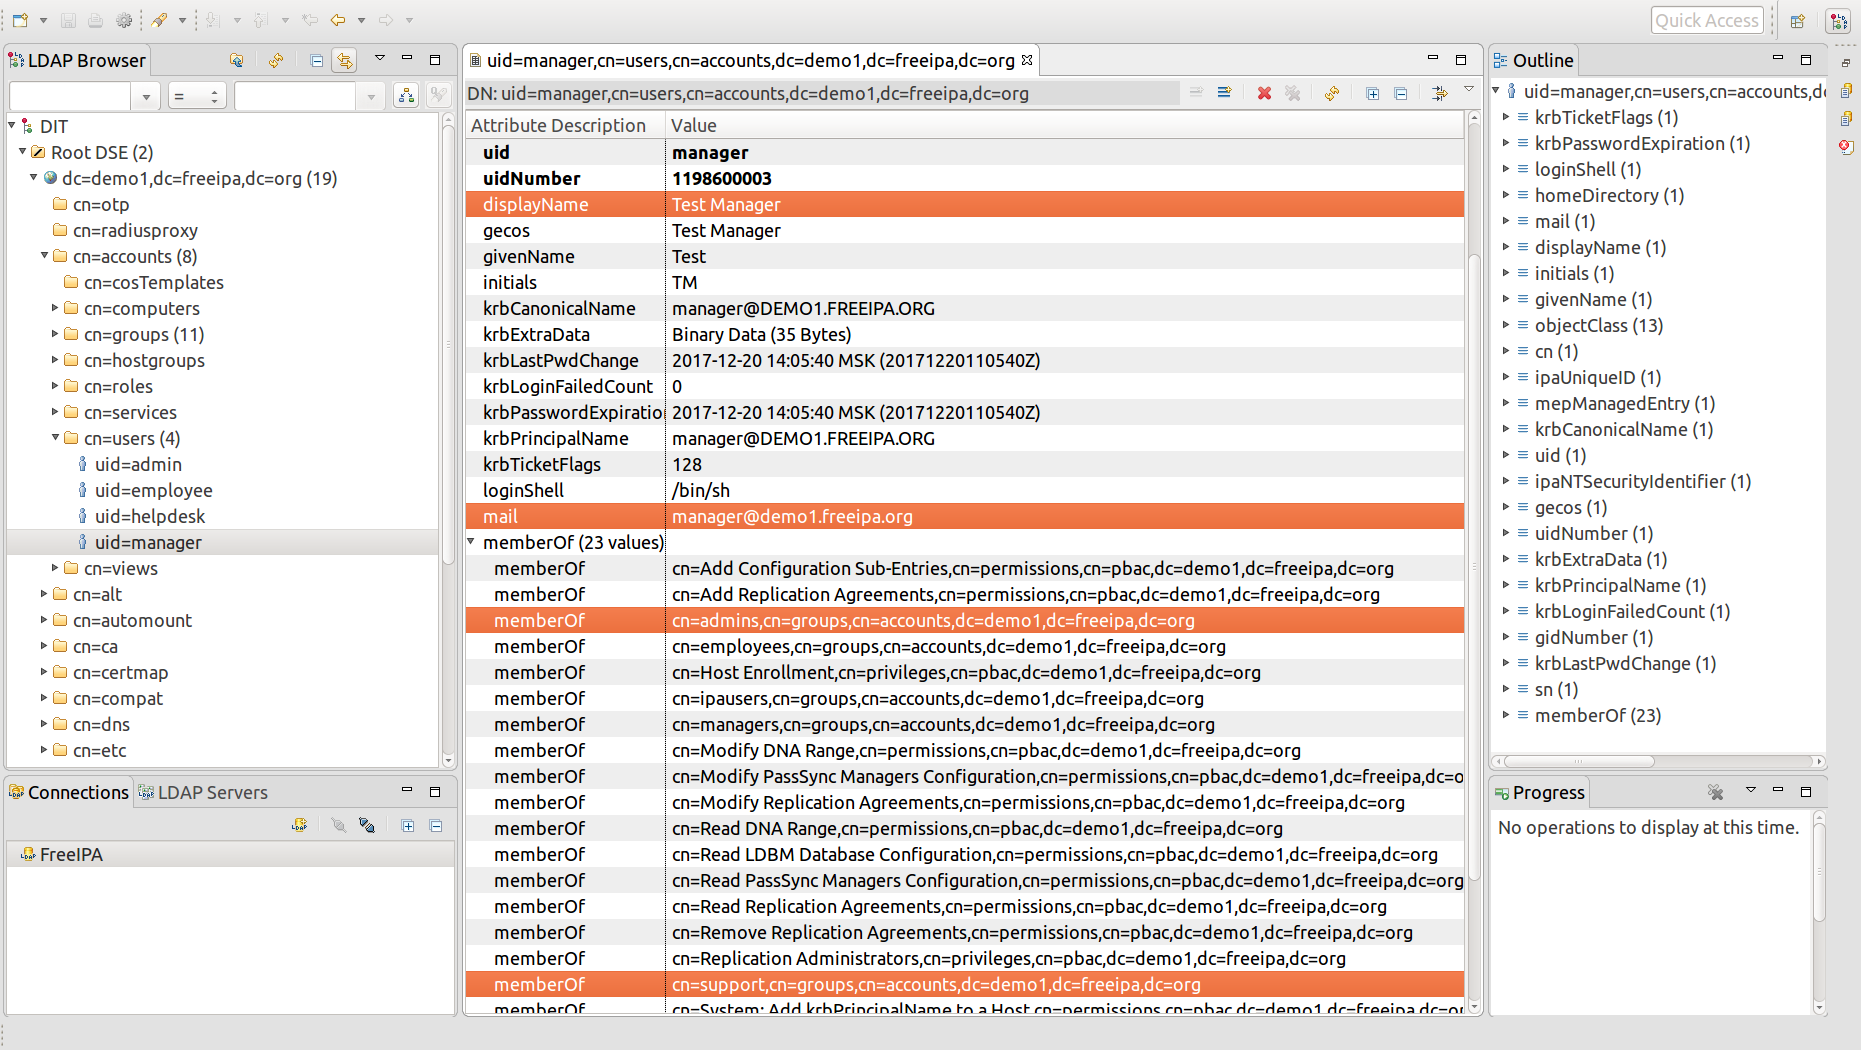 Quick Access
LDAP Browser
=
DIT
Root DSE (2)
dc=demo1,dc=freeipa,dc=org (19)
cn=otp
cn=radiusproxy
cn=accounts (8)
cn=cosTemplates
cn=computers
cn=groups (11)
cn=hostgroups
cn=roles
cn=services
cn=users (4)
uid=admin
uid=employee
uid=helpdesk
uid=manager
cn=views
cn=alt
cn=automount
cn=ca
cn=certmap
cn=compat
cn=dns
cn=etc
Connections
LDAP Servers
FreeIPA
uid=manager,cn=users,cn=accounts,dc=demo1,dc=freeipa,dc=org
DN: uid=manager,cn=users,cn=accounts,dc=demo1,dc=freeipa,dc=org
Attribute Description Value
uid manager
uidNumber 1198600003
displayName Test Manager
gecos Test Manager
givenName Test
initials TM
krbCanonicalName manager@DEMO1.FREEIPA.ORG
krbExtraData Binary Data (35 Bytes)
krbLastPwdChange 2017-12-20 14:05:40 MSK (20171220110540Z)
krbLoginFailedCount 0
krbPasswordExpiratio 2017-12-20 14:05:40 MSK (20171220110540Z)
krbPrincipalName manager@DEMO1.FREEIPA.ORG
krbTicketFlags 128
loginShell /bin/sh
mail manager@demo1.freeipa.org
memberOf (23 values)
memberOf cn=Add Configuration Sub-Entries,cn=permissions,cn=pbac,dc=demo1,dc=freeipa,dc=org
memberOf cn=Add Replication Agreements,cn=permissions,cn=pbac,dc=demo1,dc=freeipa,dc=org
memberOf cn=admins,cn=groups,cn=accounts,dc=demo1,dc=freeipa,dc=org
memberOf cn=employees,cn=groups,cn=accounts,dc=demo1,dc=freeipa,dc=org
memberOf cn=Host Enrollment,cn=privileges,cn=pbac,dc=demo1,dc=freeipa,dc=org
memberOf cn=ipausers,cn=groups,cn=accounts,dc=demo1,dc=freeipa,dc=org
memberOf cn=managers,cn=groups,cn=accounts,dc=demo1,dc=freeipa,dc=org
memberOf cn=Modify DNA Range,cn=permissions,cn=pbac,dc=demo1,dc=freeipa,dc=org
memberOf cn=Modify PassSync Managers Configuration,cn=permissions,cn=pbac,dc=demo1,dc=freeipa,dc=o
memberOf cn=Modify Replication Agreements,cn=permissions,cn=pbac,dc=demo1,dc=freeipa,dc=org
memberOf cn=Read DNA Range,cn=permissions,cn=pbac,dc=demo1,dc=freeipa,dc=org
memberOf cn=Read LDBM Database Configuration,cn=permissions,cn=pbac,dc=demo1,dc=freeipa,dc=org
memberOf cn=Read PassSync Managers Configuration,cn=permissions,cn=pbac,dc=demo1,dc=freeipa,dc=org
memberOf cn=Read Replication Agreements,cn=permissions,cn=pbac,dc=demo1,dc=freeipa,dc=org
memberOf cn=Remove Replication Agreements,cn=permissions,cn=pbac,dc=demo1,dc=freeipa,dc=org
memberOf cn=Replication Administrators,cn=privileges,cn=pbac,dc=demo1,dc=freeipa,dc=org
memberOf cn=support,cn=groups,cn=accounts,dc=demo1,dc=freeipa,dc=org
memberOf cn=System: Add krbPrincipalName to a Host,cn=permissions,cn=pbac,dc=demo1,dc=freeipa,dc=or
Outline
uid=manager,cn=users,cn=accounts,d
krbTicketFlags (1)
krbPasswordExpiration (1)
loginShell (1)
homeDirectory (1)
mail (1)
displayName (1)
initials (1)
givenName (1)
objectClass (13)
cn (1)
ipaUniqueID (1)
mepManagedEntry (1)
krbCanonicalName (1)
uid (1)
ipaNTSecurityIdentifier (1)
gecos (1)
uidNumber (1)
krbExtraData (1)
krbPrincipalName (1)
krbLoginFailedCount (1)
gidNumber (1)
krbLastPwdChange (1)
sn (1)
memberOf (23)
Progress
No operations to display at this time.